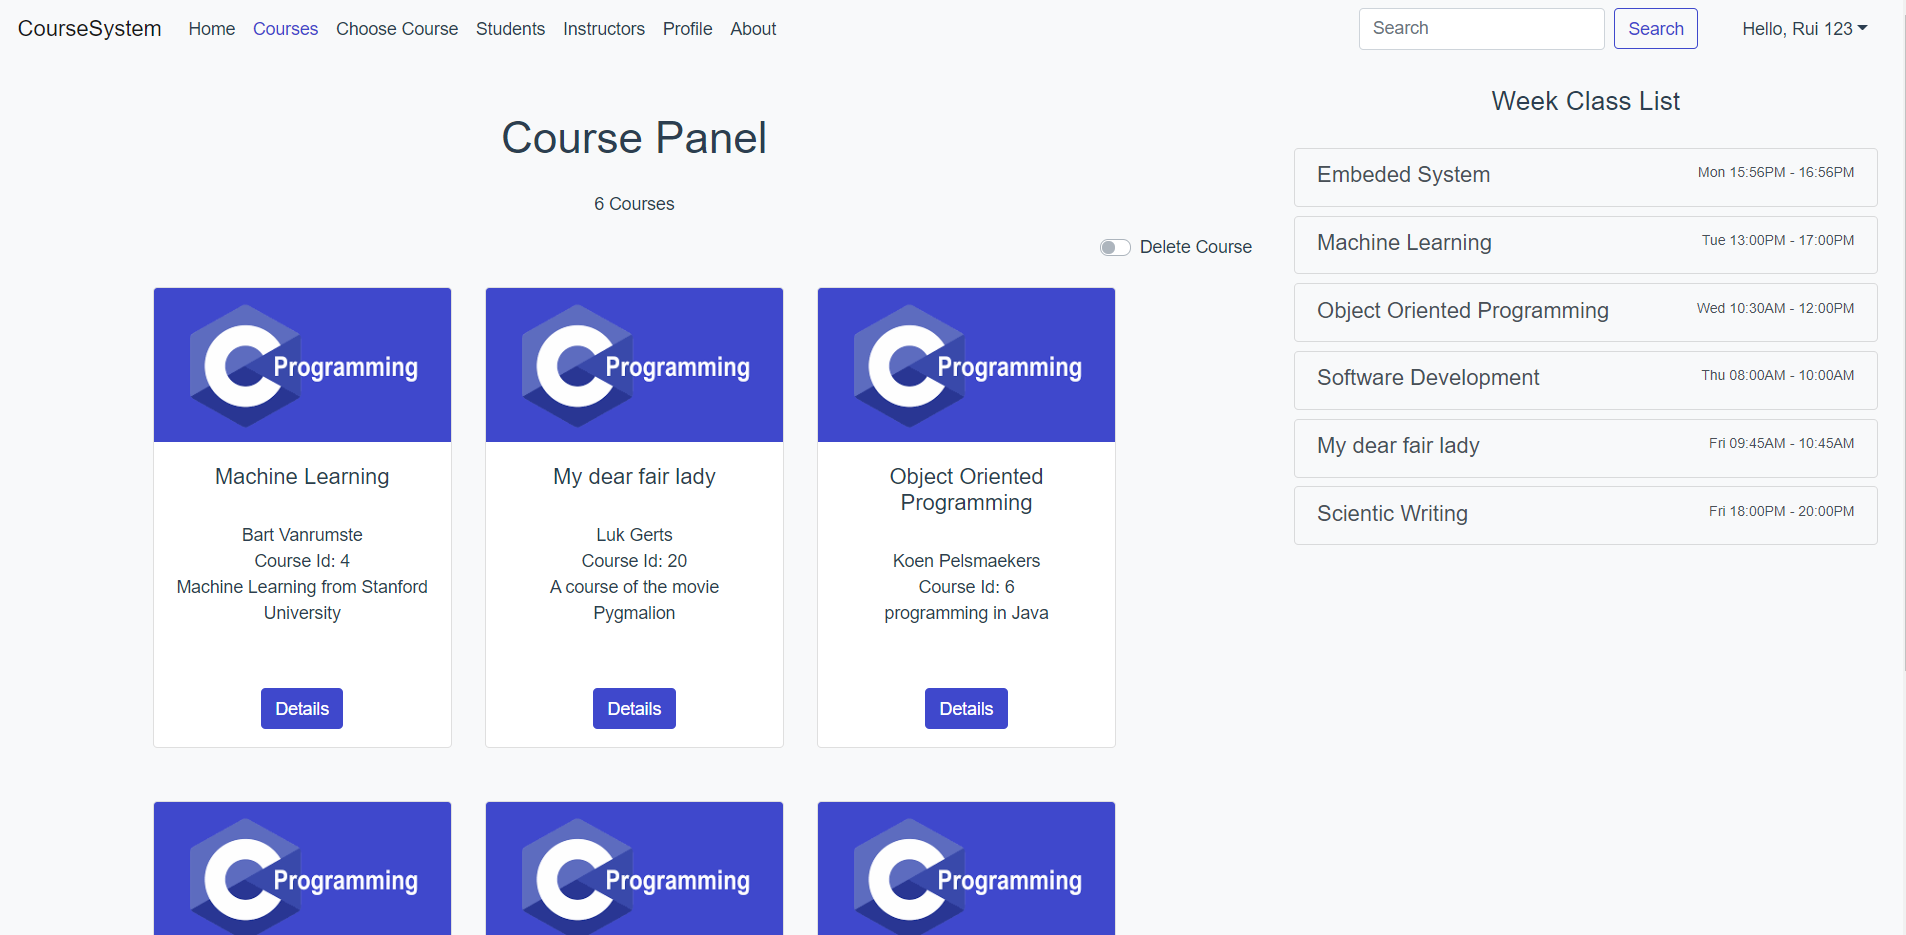 CourseSystem Home Courses Choose Course Students Instructors Profile About Search Search Hello, Rui 123
Course Panel
6 Courses
Delete Course
Programming
Machine Learning
Bart Vanrumste
Course Id: 4
Machine Learning from Stanford
University
Details
Programming
My dear fair lady
Luk Gerts
Course Id: 20
A course of the movie
Pygmalion
Details
Programming
Object Oriented
Programming
Koen Pelsmaekers
Course Id: 6
programming in Java
Details
Programming
Programming
Programming
Week Class List
Embeded System Mon 15:56PM - 16:56PM
Machine Learning Tue 13:00PM - 17:00PM
Object Oriented Programming Wed 10:30AM - 12:00PM
Software Development Thu 08:00AM - 10:00AM
My dear fair lady Fri 09:45AM - 10:45AM
Scientic Writing Fri 18:00PM - 20:00PM